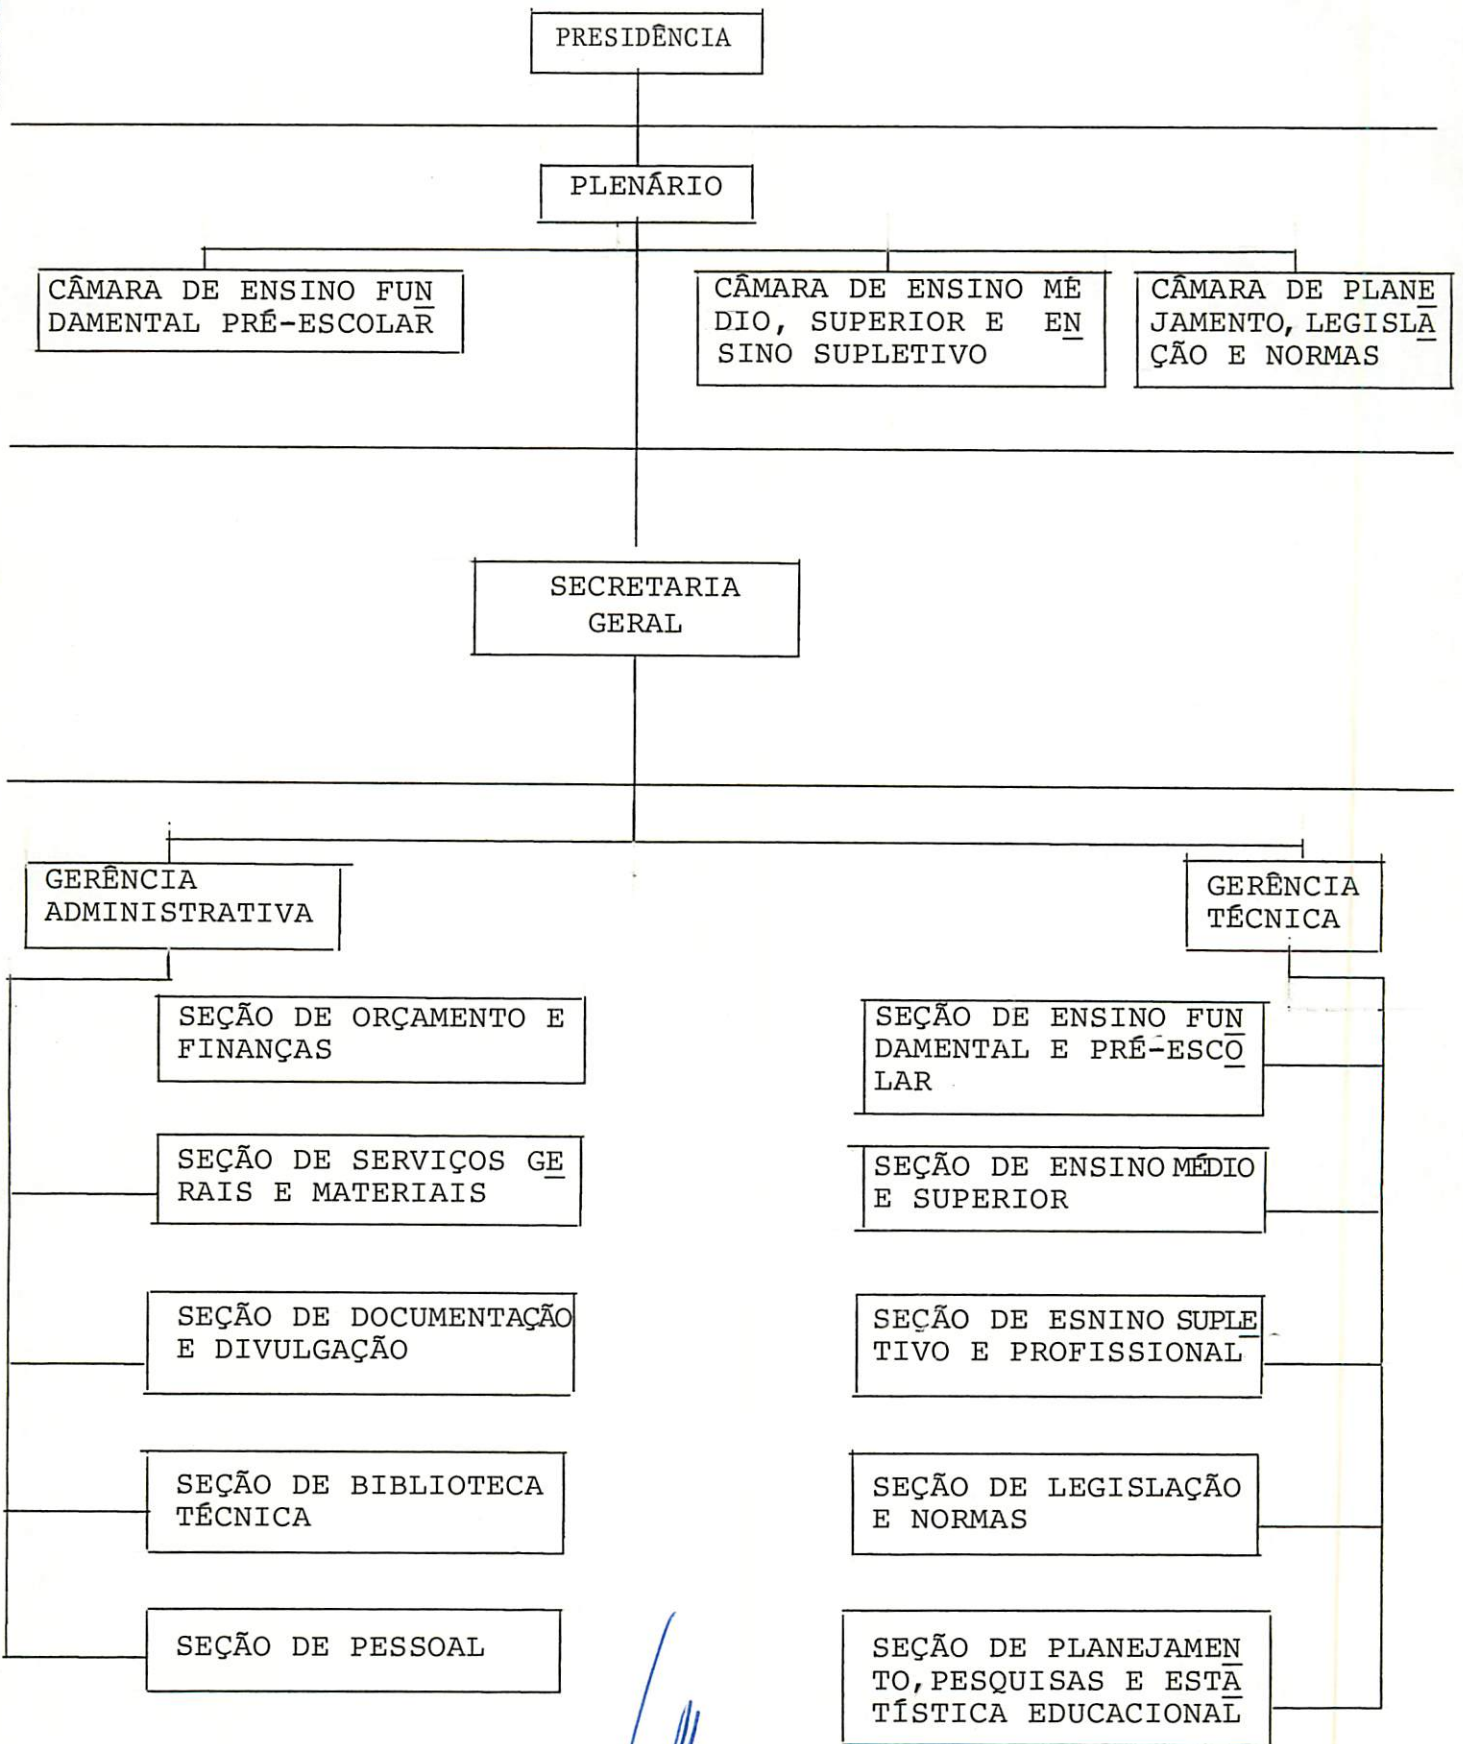 PRESIDÊNCIA
PLENÁRIO
CÂMARA DE ENSINO FUN
DAMENTAL PRÉ-ESCOLAR
CÂMARA DE ENSINO MÉ
DIO, SUPERIOR E EN
SINO SUPLETIVO
CÂMARA DE PLANE
JAMENTO, LEGISLA
ÇÃO E NORMAS
SECRETARIA
GERAL
GERÊNCIA
ADMINISTRATIVA
GERÊNCIA
TÉCNICA
SEÇÃO DE ORÇAMENTO E
FINANÇAS
SEÇÃO DE SERVIÇOS GE
RAIS E MATERIAIS
SEÇÃO DE DOCUMENTAÇÃO
E DIVULGAÇÃO
SEÇÃO DE BIBLIOTECA
TÉCNICA
SEÇÃO DE PESSOAL
SEÇÃO DE ENSINO FUN
DAMENTAL E PRÉ-ESCO
LAR
SEÇÃO DE ENSINO MÉDIO
E SUPERIOR
SEÇÃO DE ESNINO SUPLE
TIVO E PROFISSIONAL
SEÇÃO DE LEGISLAÇÃO
E NORMAS
SEÇÃO DE PLANEJAMEN
TO, PESQUISAS E ESTA
TÍSTICA EDUCACIONAL